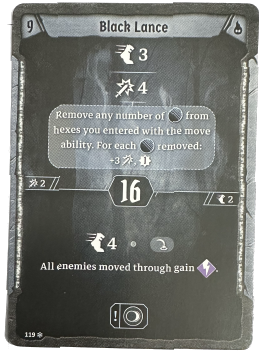 9 Black Lance
3
4
Remove any number of from
hexes you entered with the move
ability. For each removed:
+3 , 1
2 16 2
4
All enemies moved through gain .
119